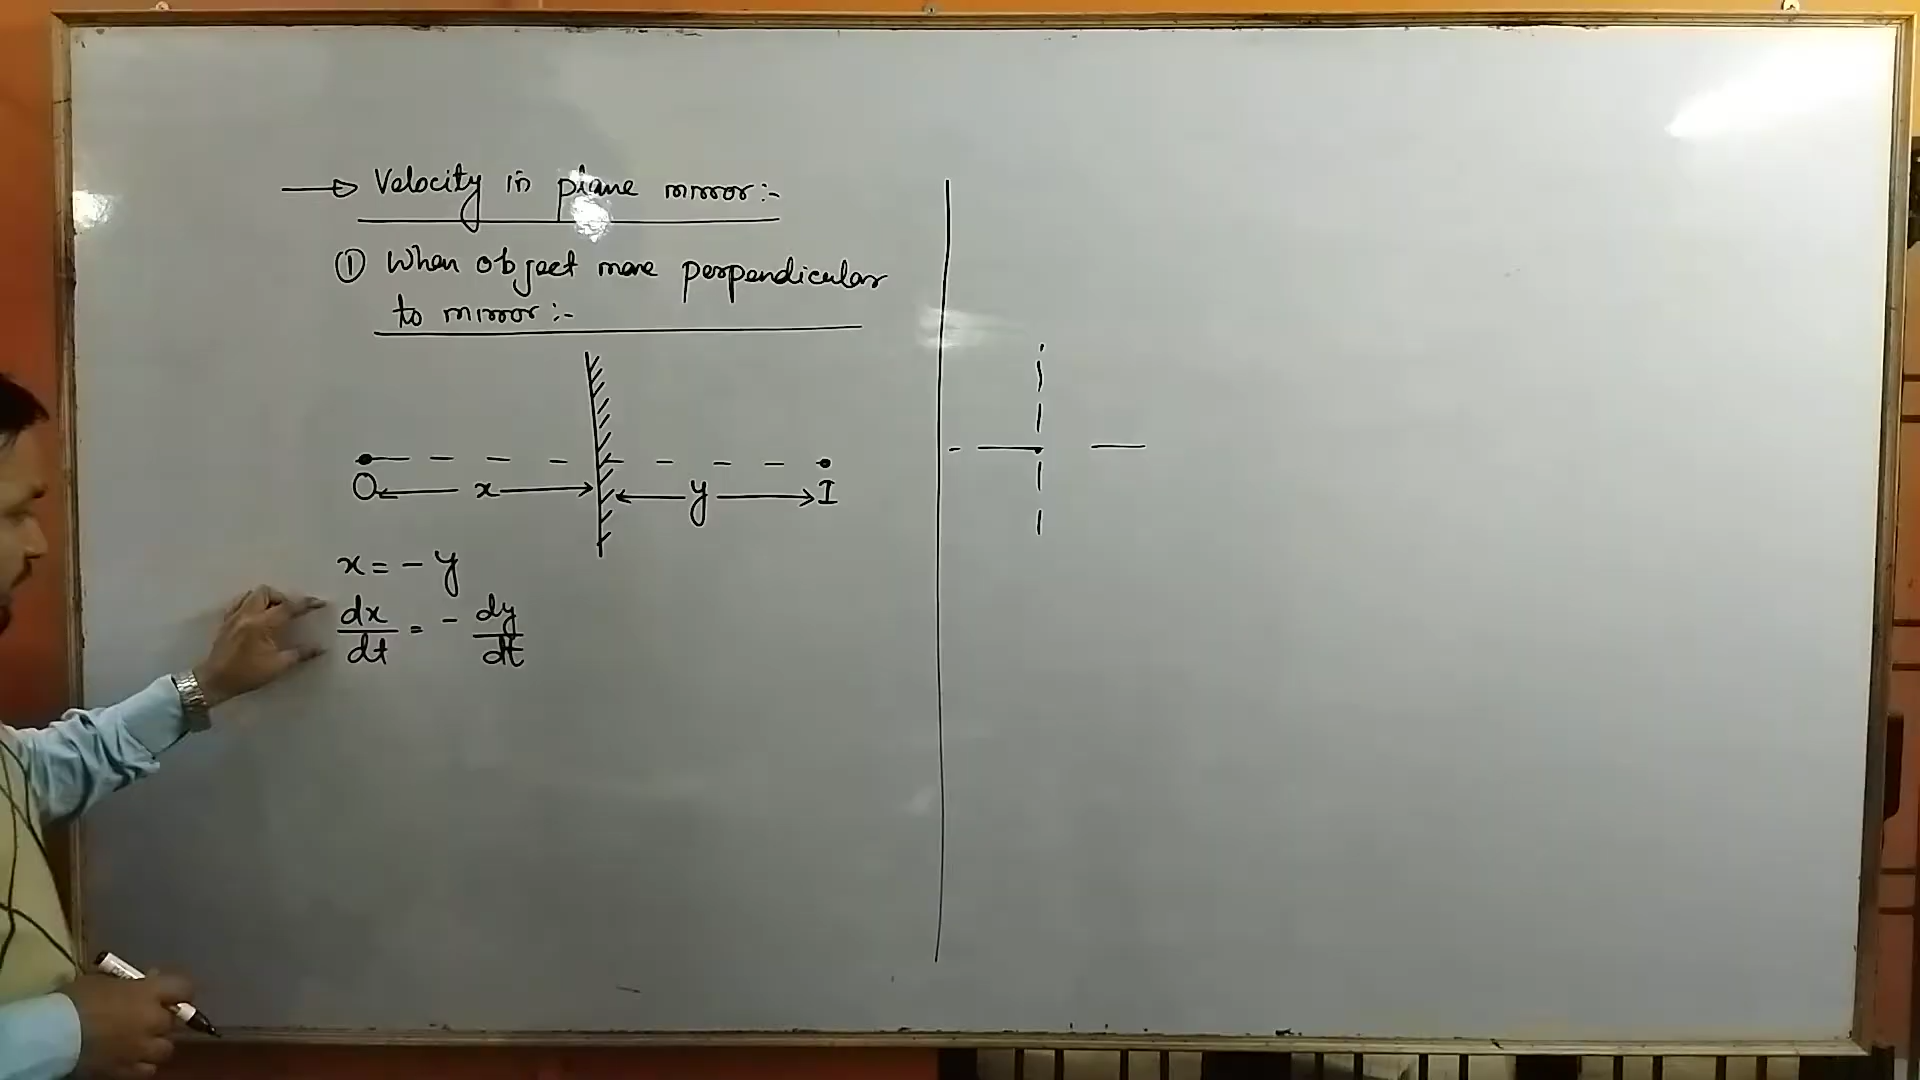 → Velocity in plane mirror:-
① When object move perpendicular
to mirror:-
O x y I
x = - y
dx/dt = - dy/dt